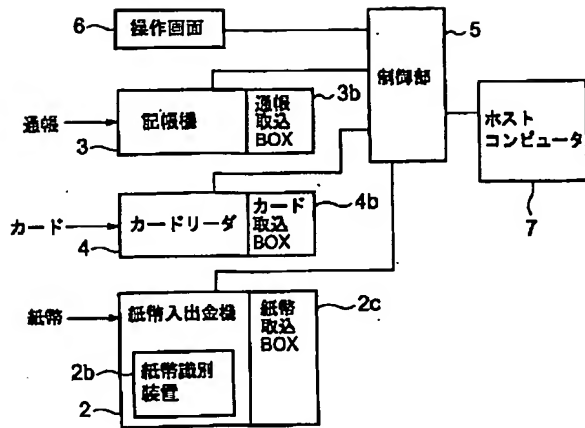 6
操作画面
5
制御部
通帳
3
記帳機
通帳
取込
BOX
3b
ホスト
コンピュータ
7
カード
4
カードリーダ
カード
取込
BOX
4b
紙幣
紙幣入出金機
紙幣
取込
BOX
2c
2b
紙幣識別
装置
2